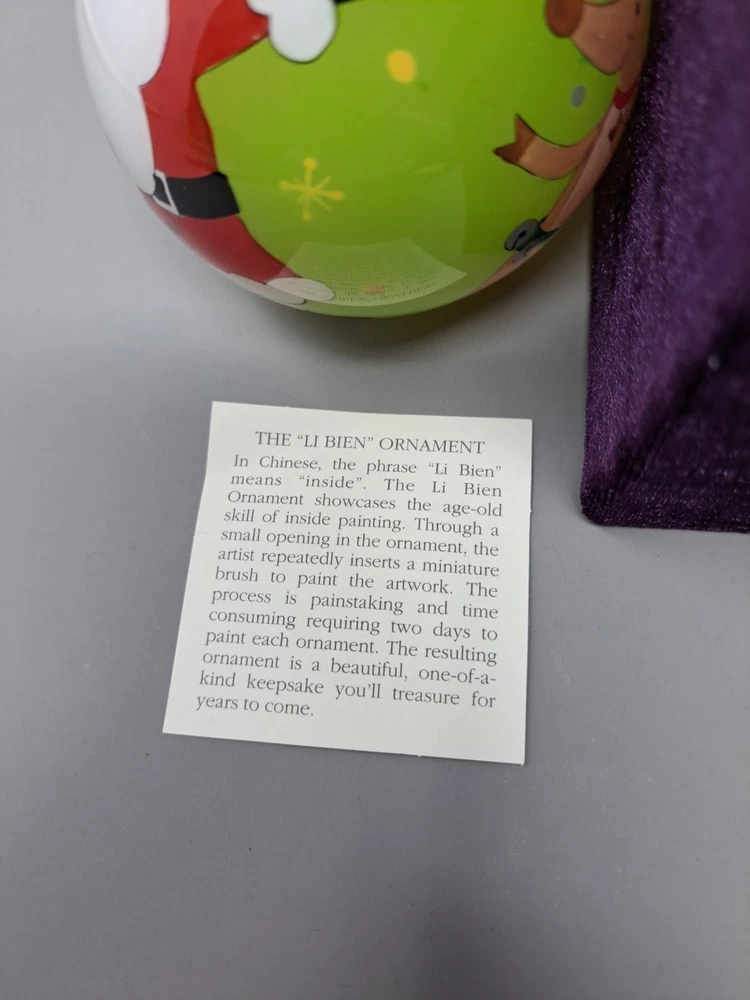 THE "LI BIEN" ORNAMENT
In Chinese, the phrase "Li Bien"
means "inside". The Li Bien
Ornament showcases the age-old
skill of inside painting. Through a
small opening in the ornament, the
artist repeatedly inserts a miniature
brush to paint the artwork. The
process is painstaking and time
consuming requiring two days to
paint each ornament. The resulting
ornament is a beautiful, one-of-a-
kind keepsake you'll treasure for
years to come.